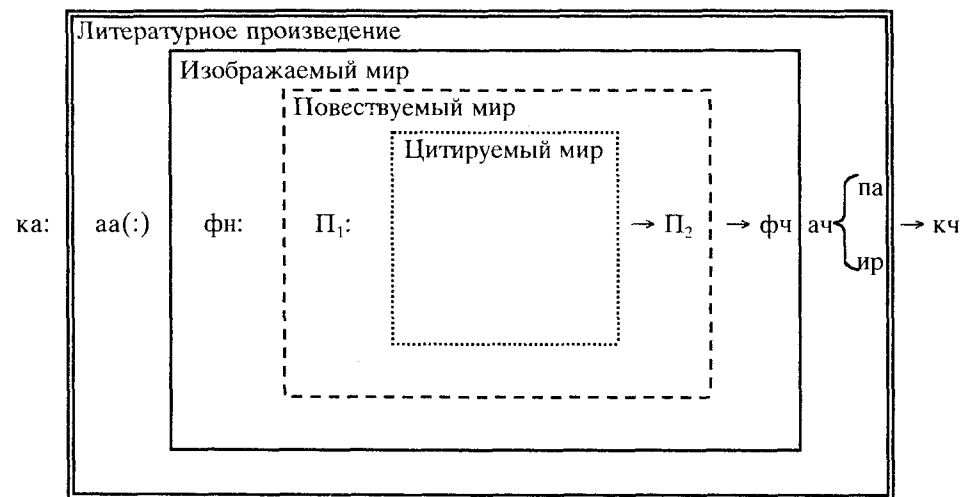 Литературное произведение
Изображаемый мир
Повествуемый мир
Цитируемый мир
ка: аа(:) фн: П₁: → П₂ → фч ач { па ир → кч